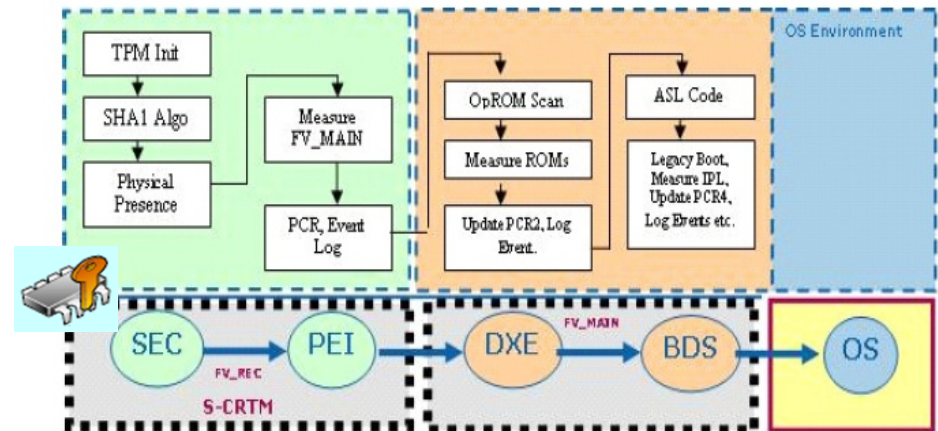 TPM Init
SHA1 Algo
Physical
Presence
Measure
FV_MAIN
PCR, Event
Log
OpROM Scan
Measure ROMs
Update PCR2, Log
Event.
ASL Code
Legacy Boot,
Measure IPL,
Update PCR4,
Log Events etc.
OS Environment
SEC
FV_REC
PEI
S-CRTM
DXE
FV_MAIN
BDS
OS